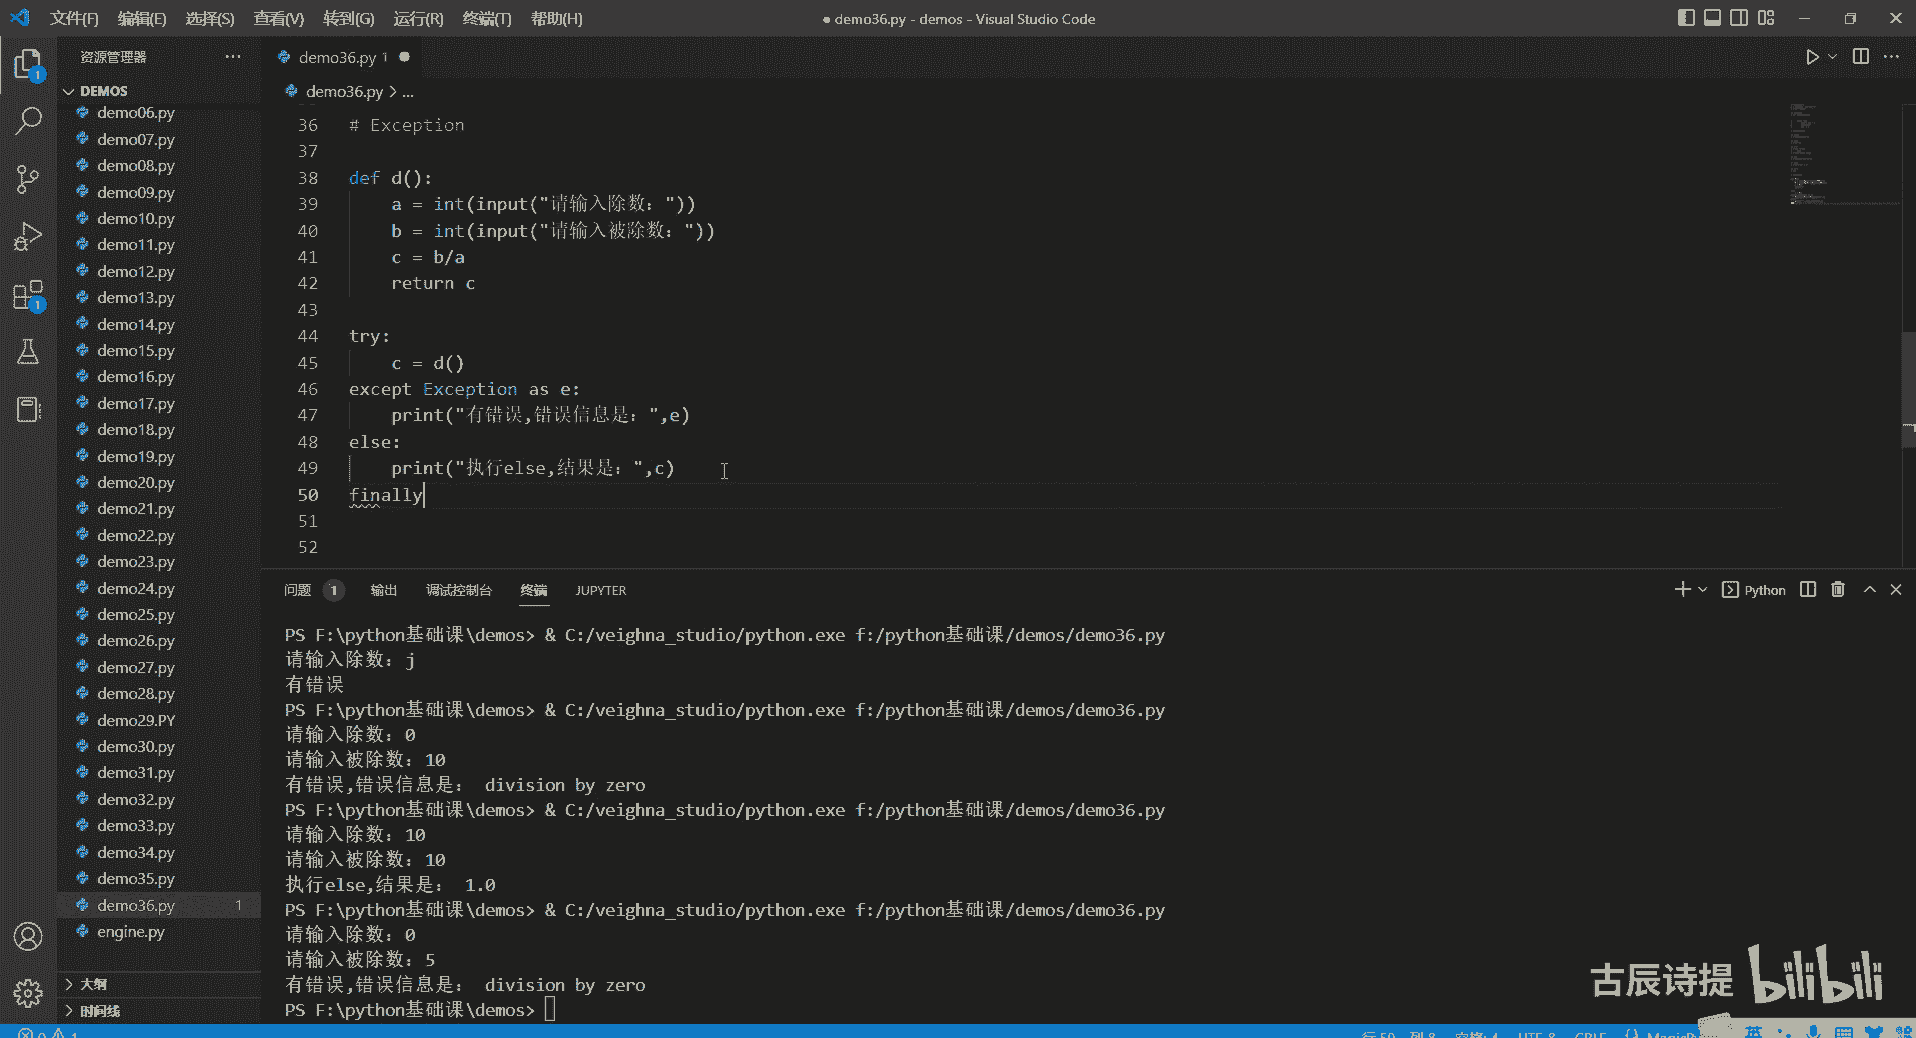 文件(F) 编辑(E) 选择(S) 查看(V) 转到(G) 运行(R) 终端(T) 帮助(H)
● demo36.py - demos - Visual Studio Code
资源管理器
demo36.py 1
DEMOS
demo36.py > ...
demo06.py
demo07.py
demo08.py
demo09.py
demo10.py
demo11.py
demo12.py
demo13.py
demo14.py
demo15.py
demo16.py
demo17.py
demo18.py
demo19.py
demo20.py
demo21.py
demo22.py
demo23.py
demo24.py
demo25.py
demo26.py
demo27.py
demo28.py
demo29.PY
demo30.py
demo31.py
demo32.py
demo33.py
demo34.py
demo35.py
demo36.py 1
engine.py
大纲
时间线
36 # Exception
37
38 def d():
39 a = int(input("请输入除数: "))
40 b = int(input("请输入被除数: "))
41 c = b/a
42 return c
43
44 try:
45 c = d()
46 except Exception as e:
47 print("有错误,错误信息是: ",e)
48 else:
49 print("执行else,结果是: ",c)
50 finally
51
52
问题 1 输出 调试控制台 终端 JUPYTER
Python
PS F:\python基础课\demos> & C:/veighna_studio/python.exe f:/python基础课/demos/demo36.py
请输入除数: j
有错误
PS F:\python基础课\demos> & C:/veighna_studio/python.exe f:/python基础课/demos/demo36.py
请输入除数: 0
请输入被除数: 10
有错误,错误信息是: division by zero
PS F:\python基础课\demos> & C:/veighna_studio/python.exe f:/python基础课/demos/demo36.py
请输入除数: 10
请输入被除数: 10
执行else,结果是: 1.0
PS F:\python基础课\demos> & C:/veighna_studio/python.exe f:/python基础课/demos/demo36.py
请输入除数: 0
请输入被除数: 5
有错误,错误信息是: division by zero
PS F:\python基础课\demos>
古辰诗提 bilibili